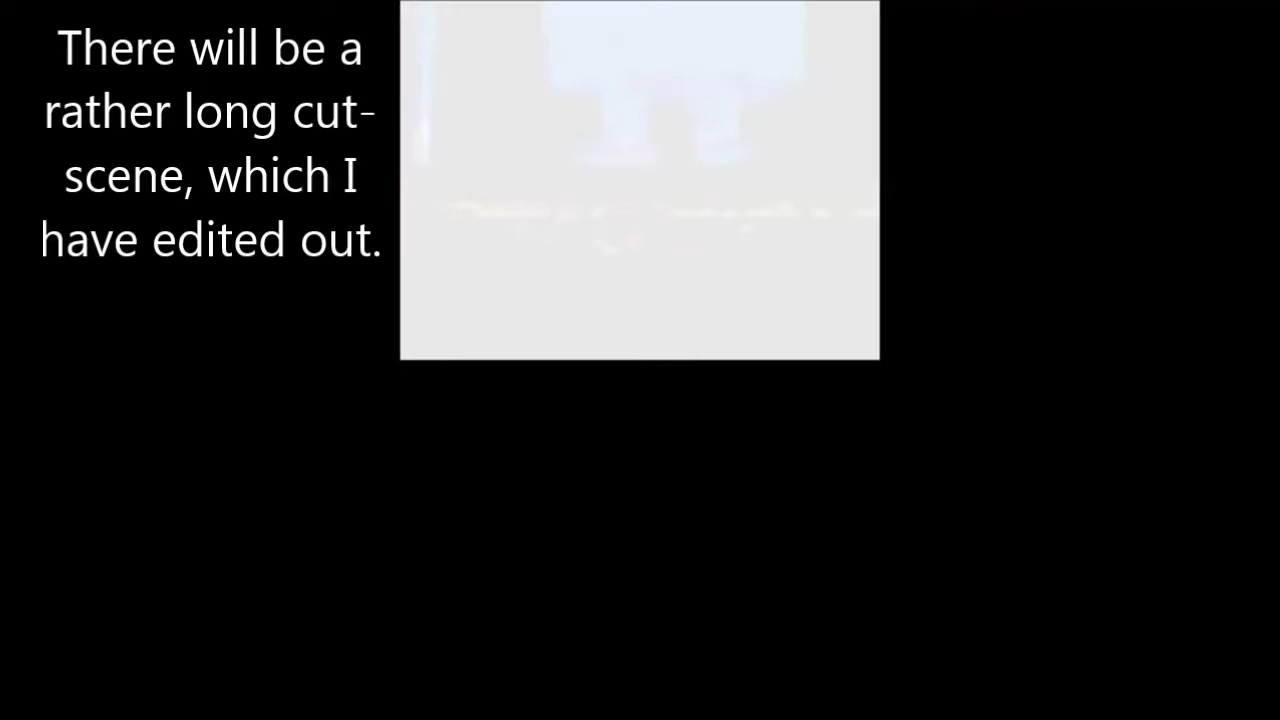 There will be a
rather long cut-
scene, which I
have edited out.